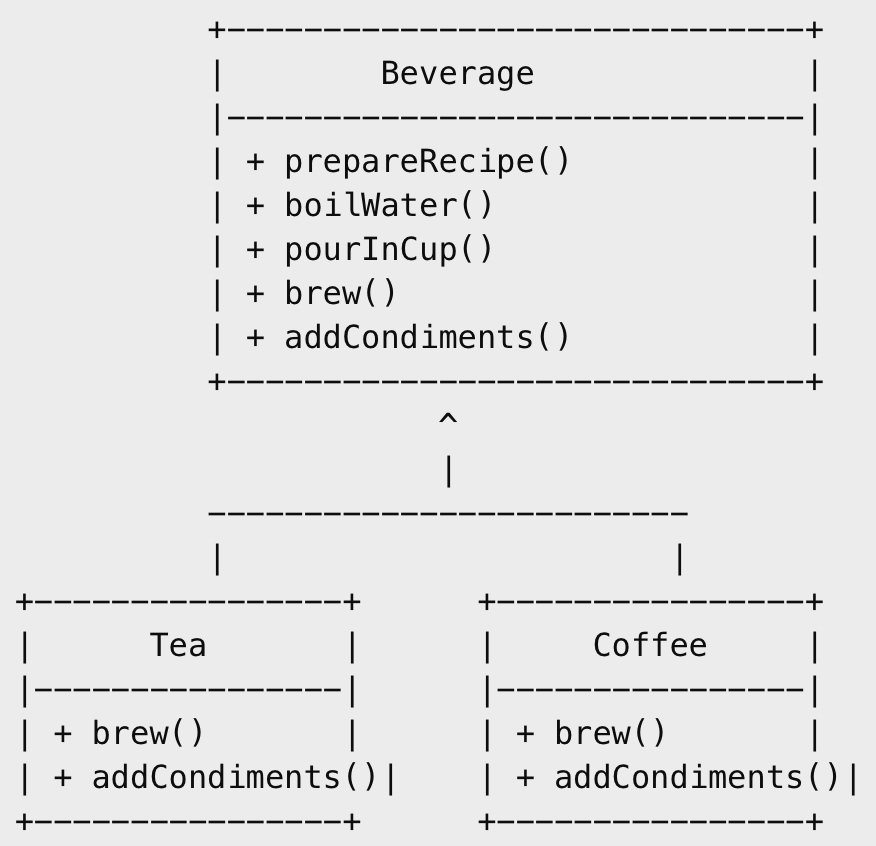 Beverage
+ prepareRecipe()
+ boilWater()
+ pourInCup()
+ brew()
+ addCondiments()
Tea
+ brew()
+ addCondiments()
Coffee
+ brew()
+ addCondiments()